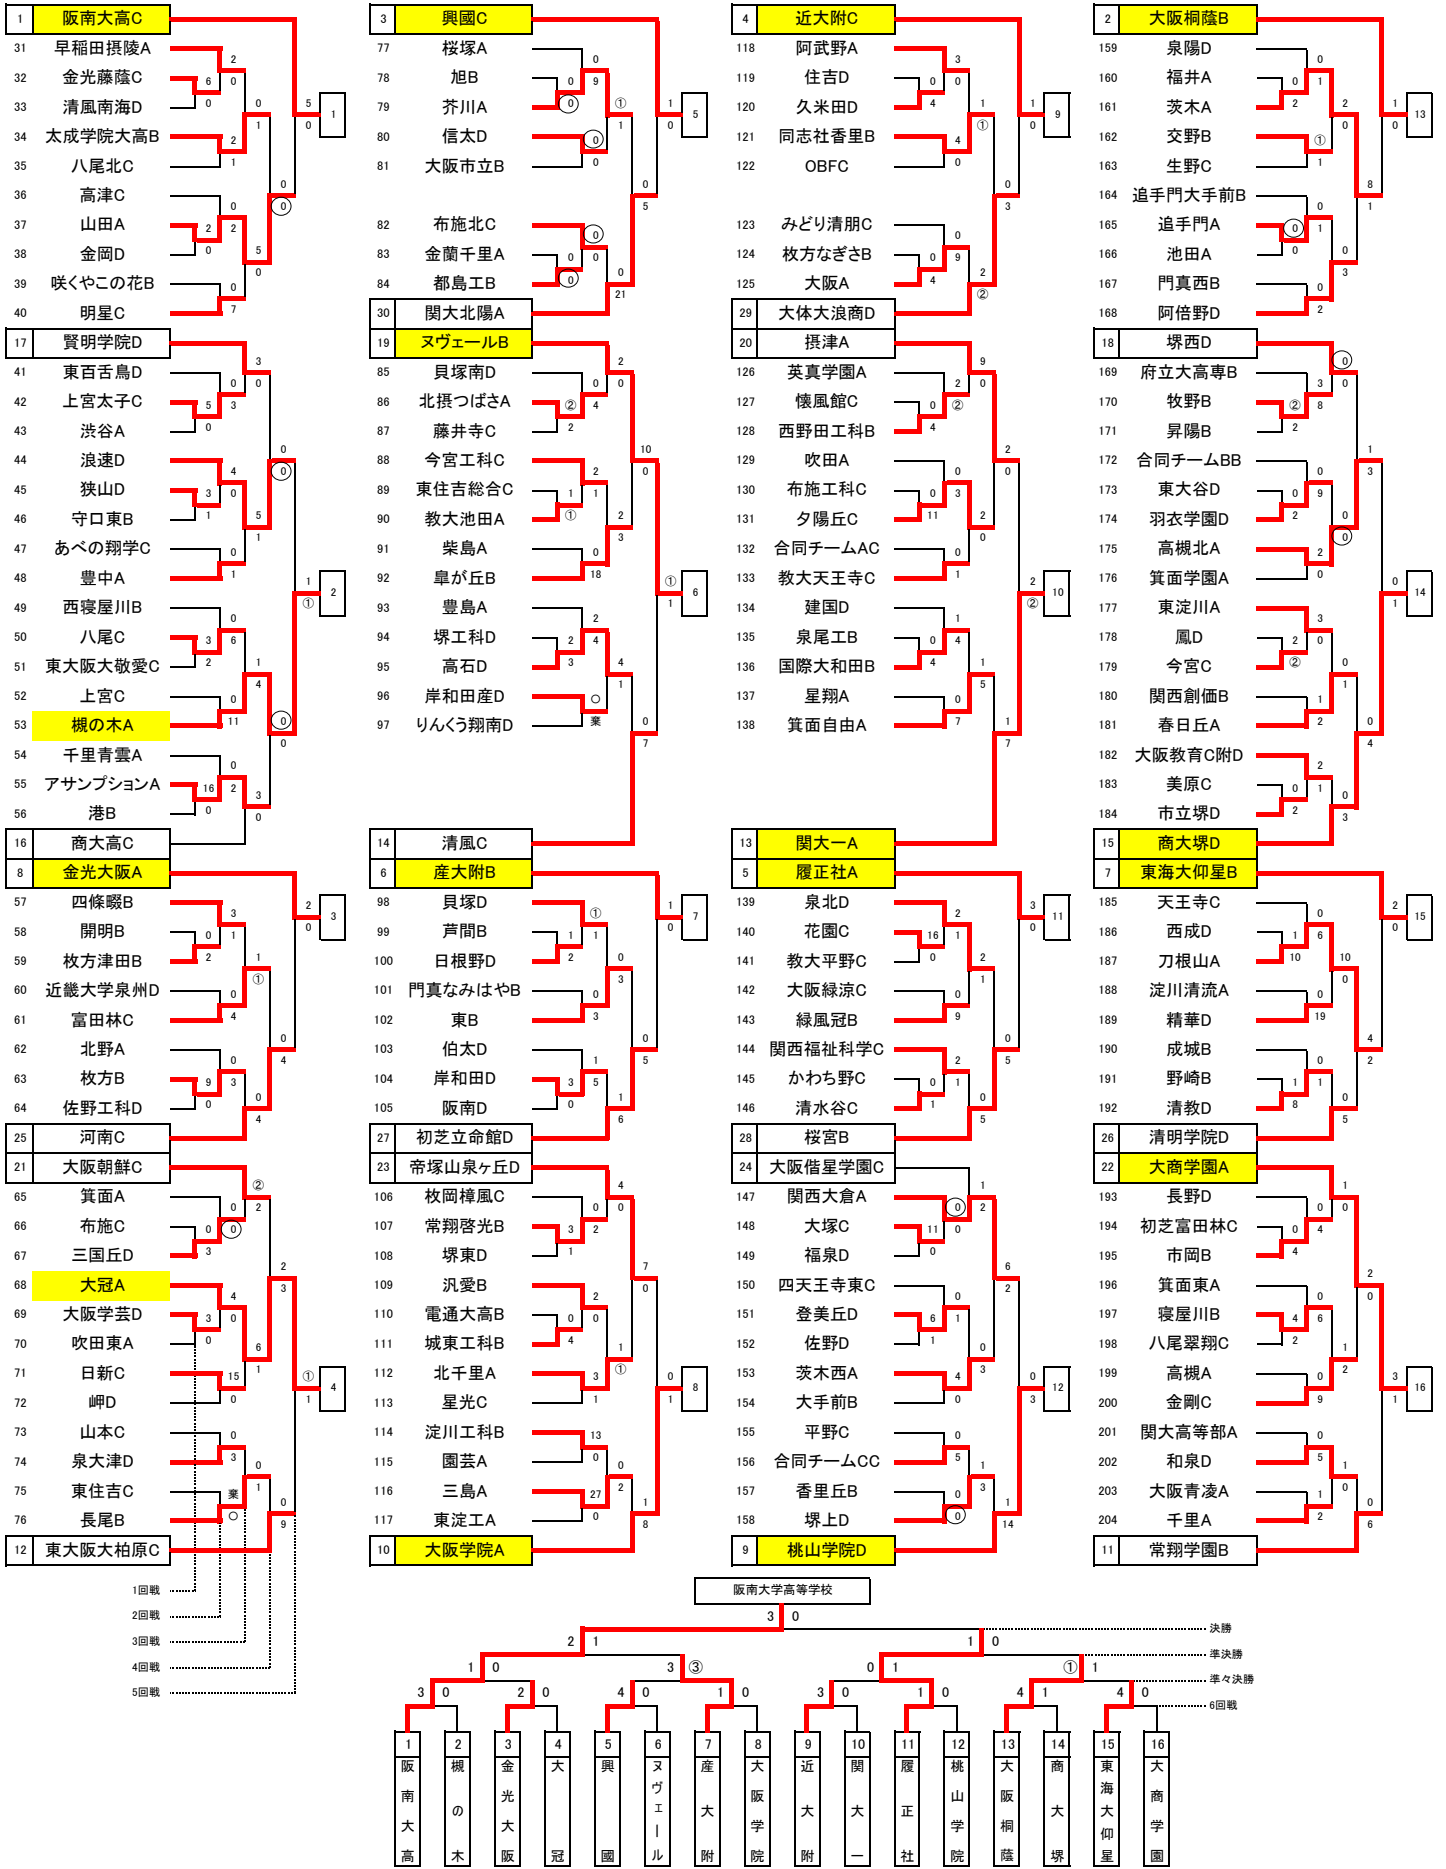 1 阪南大高C
31 早稲田摂陵A
32 金光藤蔭C
33 清風南海D
34 太成学院大高B
35 八尾北C
36 高津C
37 山田A
38 金岡D
39 咲くやこの花B
40 明星C
17 賢明学院D
41 東百舌鳥D
42 上宮太子C
43 渋谷A
44 浪速D
45 狭山D
46 守口東B
47 あべの翔学C
48 豊中A
49 西寝屋川B
50 八尾C
51 東大阪大敬愛C
52 上宮C
53 槻の木A
54 千里青雲A
55 アサンプションA
56 港B
16 商大高C
8 金光大阪A
57 四條畷B
58 開明B
59 枚方津田B
60 近畿大学泉州D
61 富田林C
62 北野A
63 枚方B
64 佐野工科D
25 河南C
21 大阪朝鮮C
65 箕面A
66 布施C
67 三国丘D
68 大冠A
69 大阪学芸D
70 吹田東A
71 日新C
72 岬D
73 山本C
74 泉大津D
75 東住吉C
76 長尾B
12 東大阪大柏原C
1回戦
2回戦
3回戦
4回戦
5回戦
3 興國C
77 桜塚A
78 旭B
79 芥川A
80 信太D
81 大阪市立B
82 布施北C
83 金蘭千里A
84 都島工B
30 関大北陽A
19 ヌヴェールB
85 貝塚南D
86 北摂つばさA
87 藤井寺C
88 今宮工科C
89 東住吉総合C
90 教大池田A
91 柴島A
92 皐が丘B
93 豊島A
94 堺工科D
95 高石D
96 岸和田産D
97 りんくう翔南D
14 清風C
6 産大附B
98 貝塚D
99 芦間B
100 日根野D
101 門真なみはやB
102 東B
103 伯太D
104 岸和田D
105 阪南D
27 初芝立命館D
23 帝塚山泉ヶ丘D
106 枚岡樟風C
107 常翔啓光B
108 堺東D
109 汎愛B
110 電通大高B
111 城東工科B
112 北千里A
113 星光C
114 淀川工科B
115 園芸A
116 三島A
117 東淀工A
10 大阪学院A
4 近大附C
118 阿武野A
119 住吉D
120 久米田D
121 同志社香里B
122 OBFC
123 みどり清朋C
124 枚方なぎさB
125 大阪A
29 大体大浪商D
20 摂津A
126 英真学園A
127 懐風館C
128 西野田工科B
129 吹田A
130 布施工科C
131 夕陽丘C
132 合同チームAC
133 教大天王寺C
134 建国D
135 泉尾工B
136 国際大和田B
137 星翔A
138 箕面自由A
13 関大一A
5 履正社A
139 泉北D
140 花園C
141 教大平野C
142 大阪緑涼C
143 緑風冠B
144 関西福祉科学C
145 かわち野C
146 清水谷C
28 桜宮B
24 大阪偕星学園C
147 関西大倉A
148 大塚C
149 福泉D
150 四天王寺東C
151 登美丘D
152 佐野D
153 茨木西A
154 大手前B
155 平野C
156 合同チームCC
157 香里丘B
158 堺上D
9 桃山学院D
2 大阪桐蔭B
159 泉陽D
160 福井A
161 茨木A
162 交野B
163 生野C
164 追手門大手前B
165 追手門A
166 池田A
167 門真西B
168 阿倍野D
18 堺西D
169 府立大高専B
170 牧野B
171 昇陽B
172 合同チームBB
173 東大谷D
174 羽衣学園D
175 高槻北A
176 箕面学園A
177 東淀川A
178 鳳D
179 今宮C
180 関西創価B
181 春日丘A
182 大阪教育C附D
183 美原C
184 市立堺D
15 商大堺D
7 東海大仰星B
185 天王寺C
186 西成D
187 刀根山A
188 淀川清流A
189 精華D
190 成城B
191 野崎B
192 清教D
26 清明学院D
22 大商学園A
193 長野D
194 初芝富田林C
195 市岡B
196 箕面東A
197 寝屋川B
198 八尾翠翔C
199 高槻A
200 金剛C
201 関大高等部A
202 和泉D
203 大阪青凌A
204 千里A
11 常翔学園B
阪南大学高等学校
3 0
決勝
2 1 1 0
準決勝
1 0 3 ③ 0 1 ① 1
準々決勝
3 0 2 0 4 0 1 0 3 0 1 0 4 1 4 0
6回戦
1 阪南大高
2 槻の木
3 金光大阪
4 大冠
5 興國
6 ヌヴェール
7 産大附
8 大阪学院
9 近大附
10 関大一
11 履正社
12 桃山学院
13 大阪桐蔭
14 商大堺
15 東海大仰星
16 大商学園